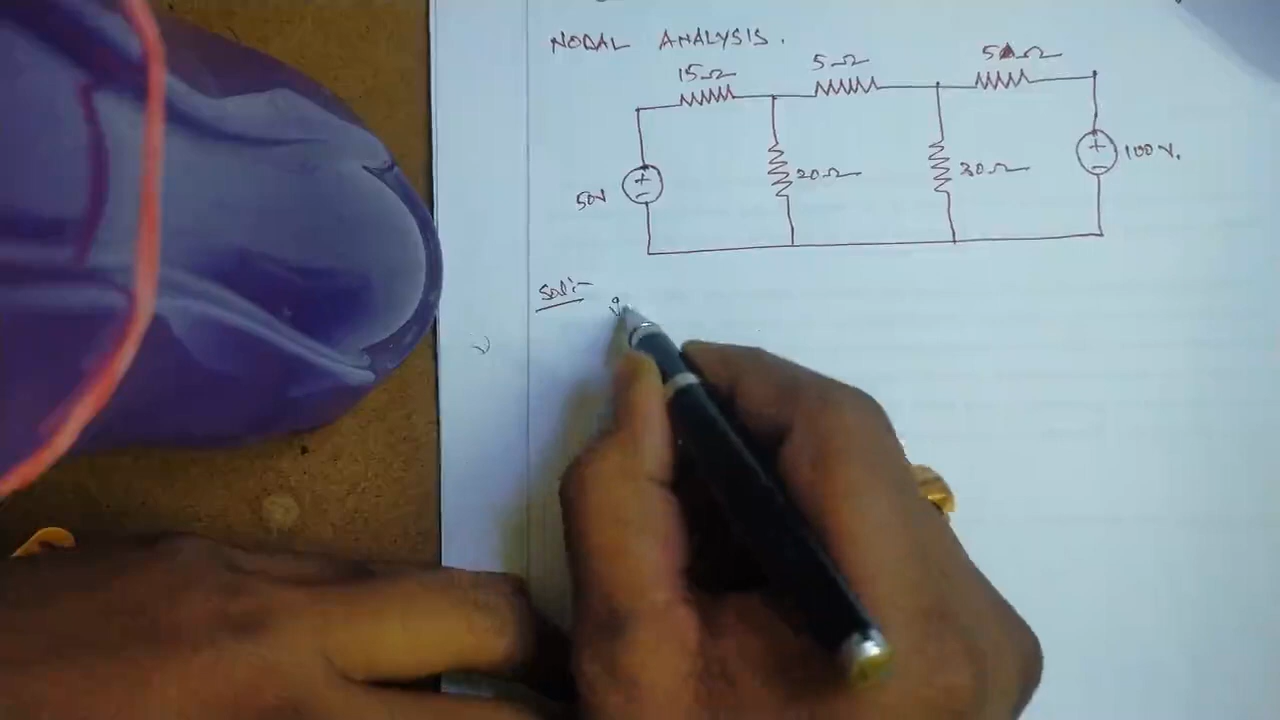 NODAL ANALYSIS.
15Ω 5Ω 5Ω
50V + - 20Ω 30Ω + - 100V.
Sol:-